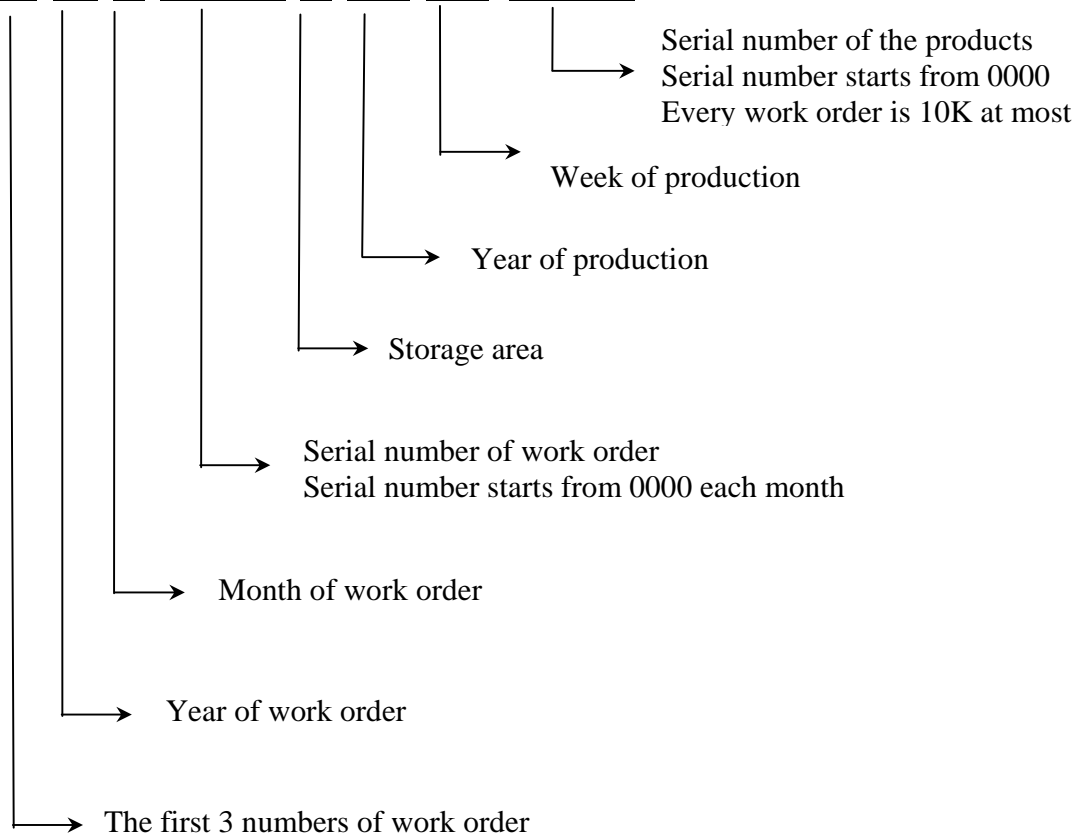 Serial number of the products
Serial number starts from 0000
Every work order is 10K at most
Week of production
Year of production
Storage area
Serial number of work order
Serial number starts from 0000 each month
Month of work order
Year of work order
The first 3 numbers of work order